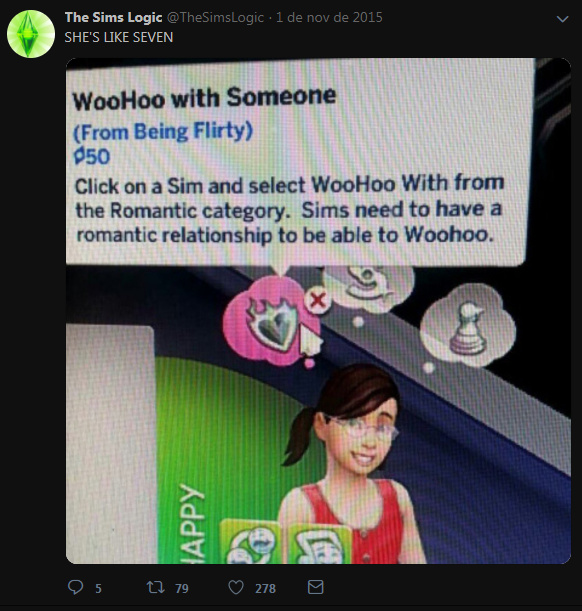 The Sims Logic @TheSimsLogic · 1 de nov de 2015
SHE'S LIKE SEVEN
WooHoo with Someone
(From Being Flirty)
50
Click on a Sim and select WooHoo With from
the Romantic category. Sims need to have a
romantic relationship to be able to Woohoo.
HAPPY
5 79 278